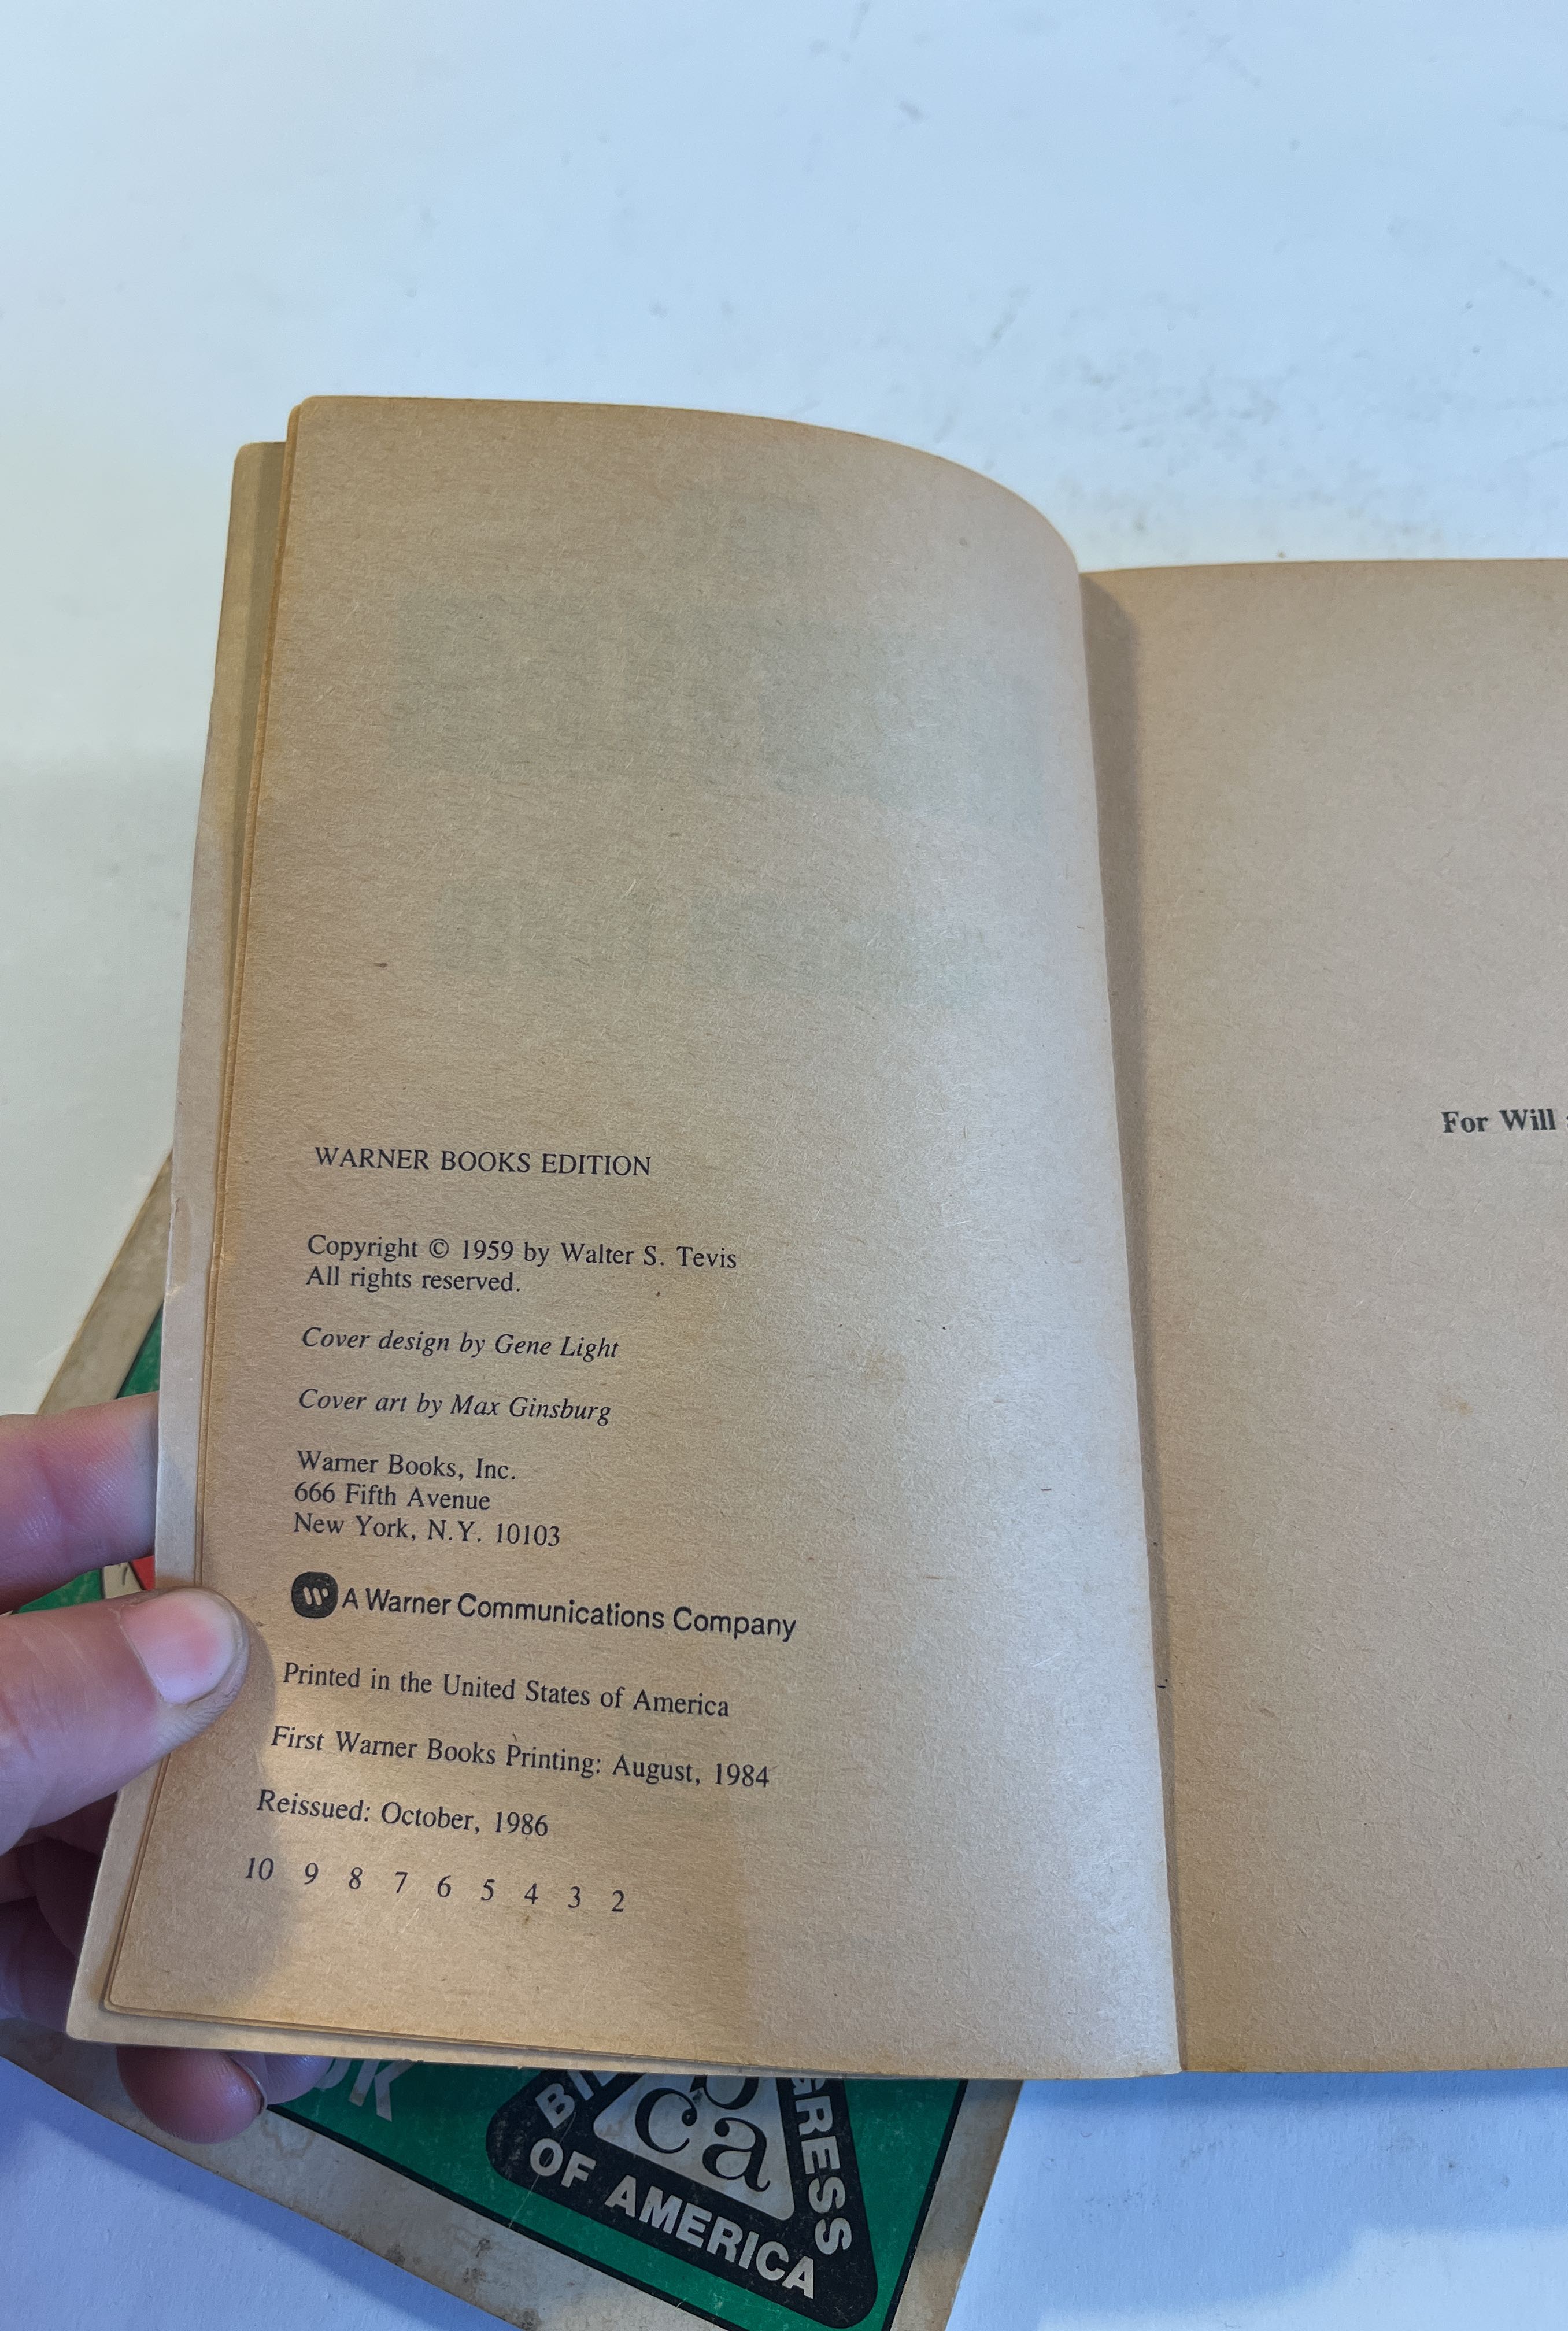 WARNER BOOKS EDITION
Copyright © 1959 by Walter S. Tevis
All rights reserved.
Cover design by Gene Light
Cover art by Max Ginsburg
Warner Books, Inc.
666 Fifth Avenue
New York, N.Y. 10103
A Warner Communications Company
Printed in the United States of America
First Warner Books Printing: August, 1984
Reissued: October, 1986
10 9 8 7 6 5 4 3 2
For Will
ca
OF AMERICA